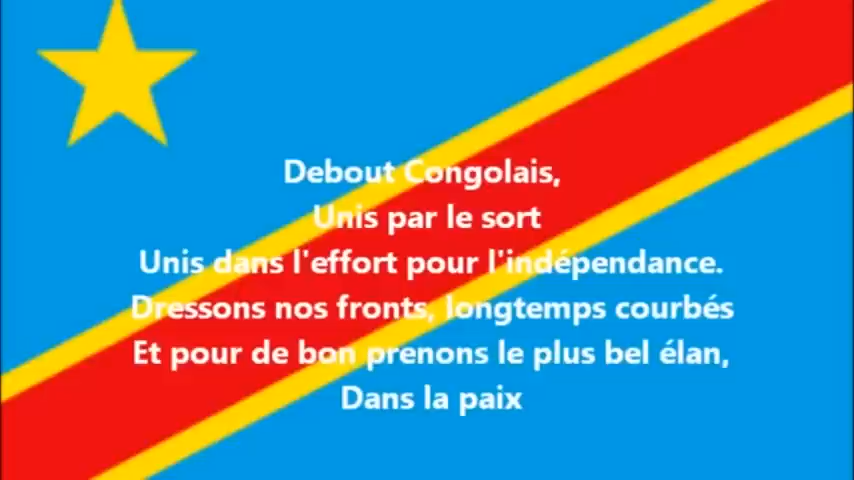 Debout Congolais,
Unis par le sort
Unis dans l'effort pour l'indépendance.
Dressons nos fronts, longtemps courbés
Et pour de bon prenons le plus bel élan,
Dans la paix